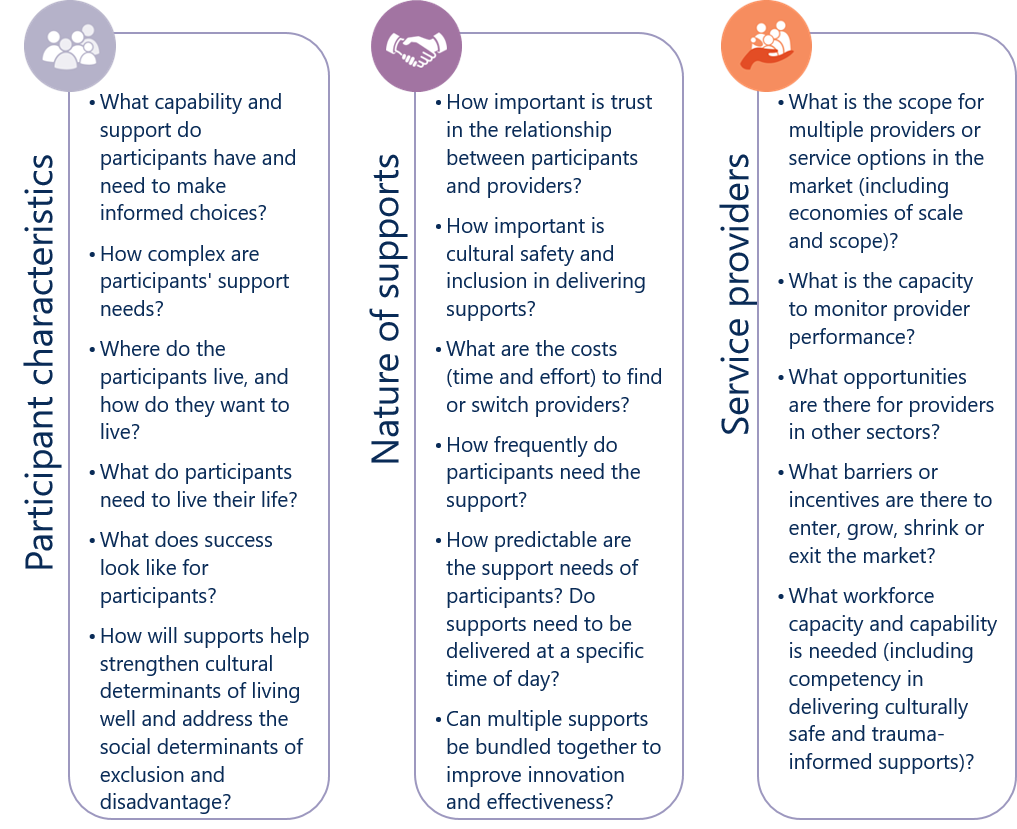 Participant characteristics
• What capability and
support do
participants have and
need to make
informed choices?
• How complex are
participants' support
needs?
• Where do the
participants live, and
how do they want to
live?
• What do participants
need to live their life?
• What does success
look like for
participants?
• How will supports help
strengthen cultural
determinants of living
well and address the
social determinants of
exclusion and
disadvantage?
Nature of supports
• How important is trust
in the relationship
between participants
and providers?
• How important is
cultural safety and
inclusion in delivering
supports?
• What are the costs
(time and effort) to find
or switch providers?
• How frequently do
participants need the
support?
• How predictable are
the support needs of
participants? Do
supports need to be
delivered at a specific
time of day?
• Can multiple supports
be bundled together to
improve innovation
and effectiveness?
Service providers
• What is the scope for
multiple providers or
service options in the
market (including
economies of scale
and scope)?
• What is the capacity
to monitor provider
performance?
• What opportunities
are there for providers
in other sectors?
• What barriers or
incentives are there to
enter, grow, shrink or
exit the market?
• What workforce
capacity and capability
is needed (including
competency in
delivering culturally
safe and trauma-
informed supports)?